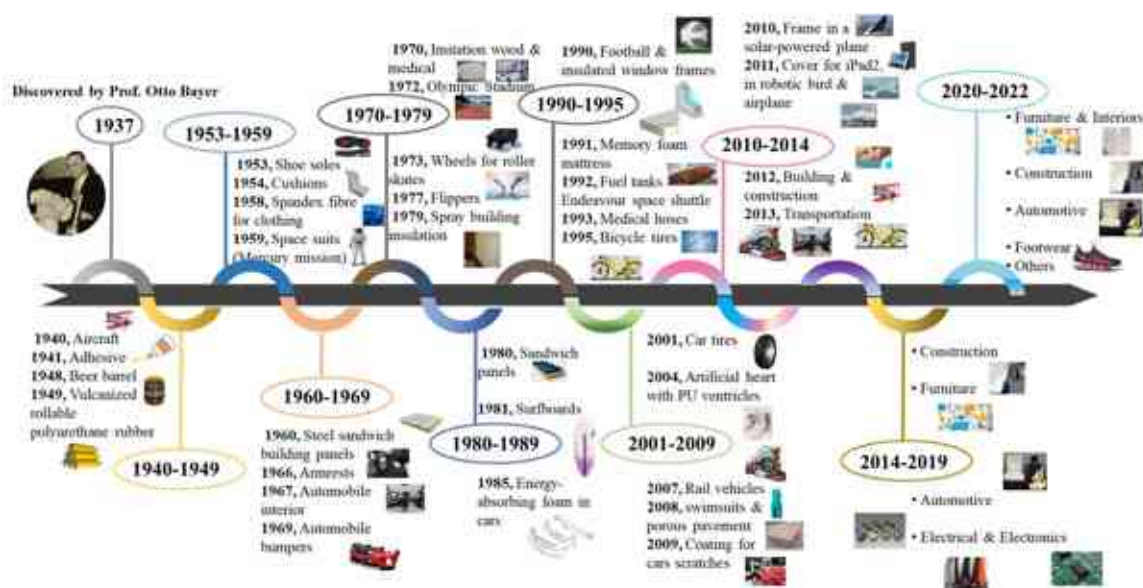 Discovered by Prof. Otto Bayer
1937
1940-1949
1940, Aircraft
1941, Adhesive
1948, Beer barrel
1949, Vulcanized
rollable
polyurethane rubber
1953-1959
1953, Shoe soles
1954, Cushions
1958, Spandex fibre
for clothing
1959, Space suits
(Mercury mission)
1960-1969
1960, Steel sandwich
building panels
1966, Armrests
1967, Automobile
interior
1969, Automobile
bumpers
1970, Imitation wood &
medical
1972, Olympic Stadium
1970-1979
1973, Wheels for roller
skates
1977, Flippers
1979, Spray building
insulation
1980, Sandwich
panels
1981, Surfboards
1980-1989
1985, Energy-
absorbing foam in
cars
1990, Football &
insulated window frames
1990-1995
1991, Memory foam
mattress
1992, Fuel tanks
Endeavour space shuttle
1993, Medical hoses
1995, Bicycle tires
2001, Car tires
2004, Artificial heart
with PU ventricles
2001-2009
2007, Rail vehicles
2008, swimsuits &
porous pavement
2009, Coating for
cars scratches
2010, Frame in a
solar-powered plane
2011, Cover for iPad2,
in robotic bird &
airplane
2010-2014
2012, Building &
construction
2013, Transportation
• Construction
• Furniture
2014-2019
• Automotive
• Electrical & Electronics
2020-2022
• Furniture & Interiors
• Construction
• Automotive
• Footwear
• Others